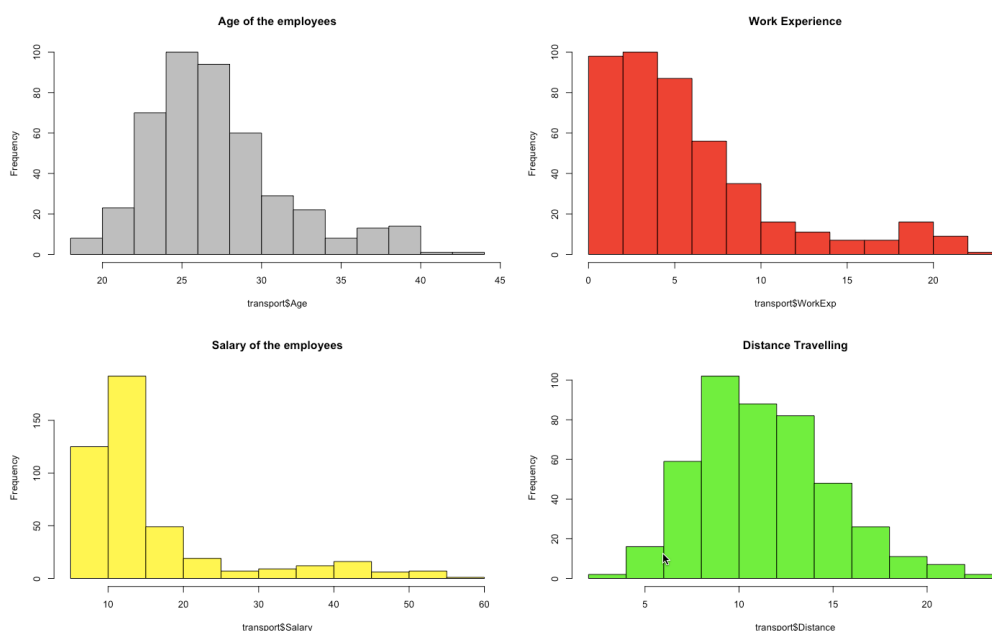 Age of the employees
Frequency
0 20 40 60 80 100
20 25 30 35 40 45
transport$Age
Work Experience
Frequency
0 20 40 60 80 100
0 5 10 15 20
transport$WorkExp
Salary of the employees
Frequency
0 50 100 150
10 20 30 40 50 60
transport$Salary
Distance Travelling
Frequency
0 20 40 60 80 100
5 10 15 20
transport$Distance